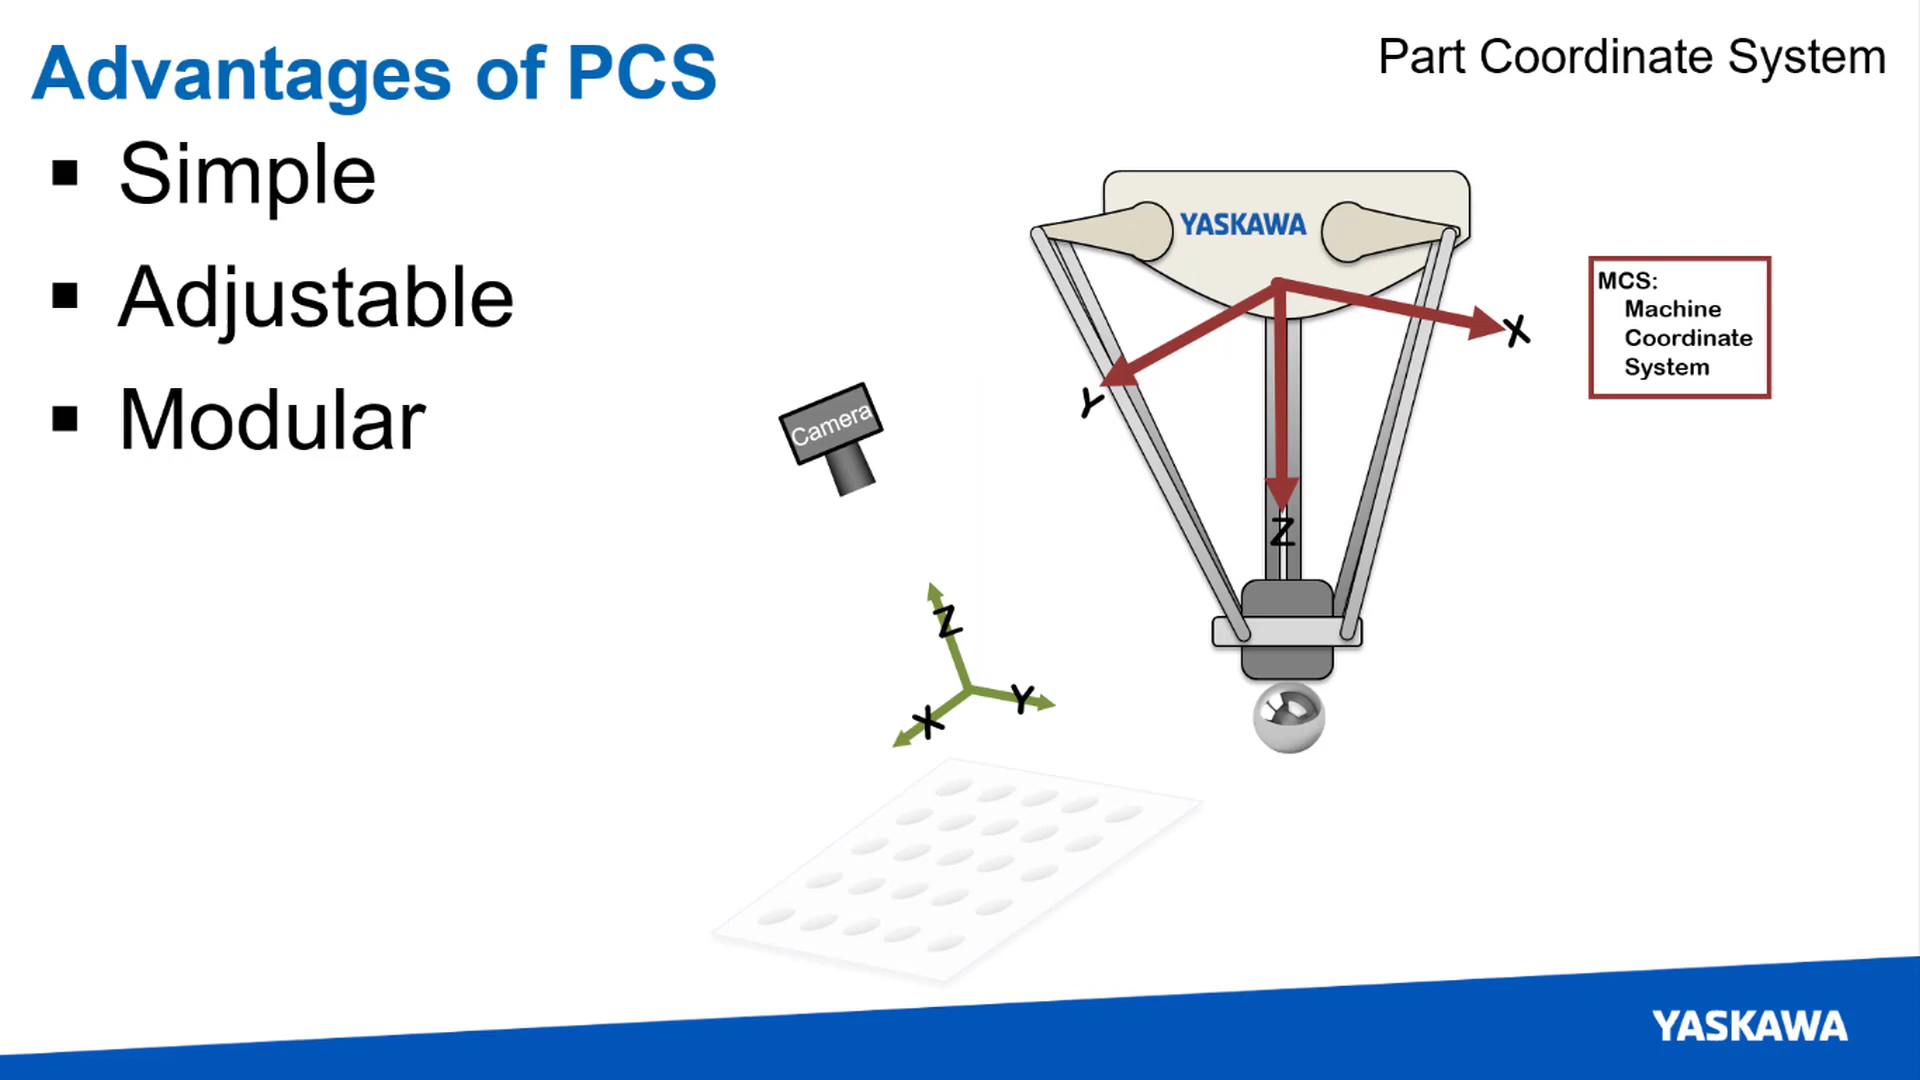 Advantages of PCS
Part Coordinate System
▪ Simple
▪ Adjustable
▪ Modular
YASKAWA
X
Y
Z
MCS:
Machine
Coordinate
System
Camera
Z
Y
X
YASKAWA